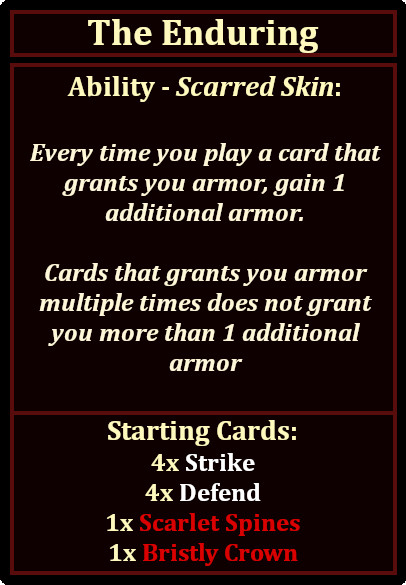 The Enduring
Ability - Scarred Skin:
Every time you play a card that
grants you armor, gain 1
additional armor.
Cards that grants you armor
multiple times does not grant
you more than 1 additional
armor
Starting Cards:
4x Strike
4x Defend
1x Scarlet Spines
1x Bristly Crown